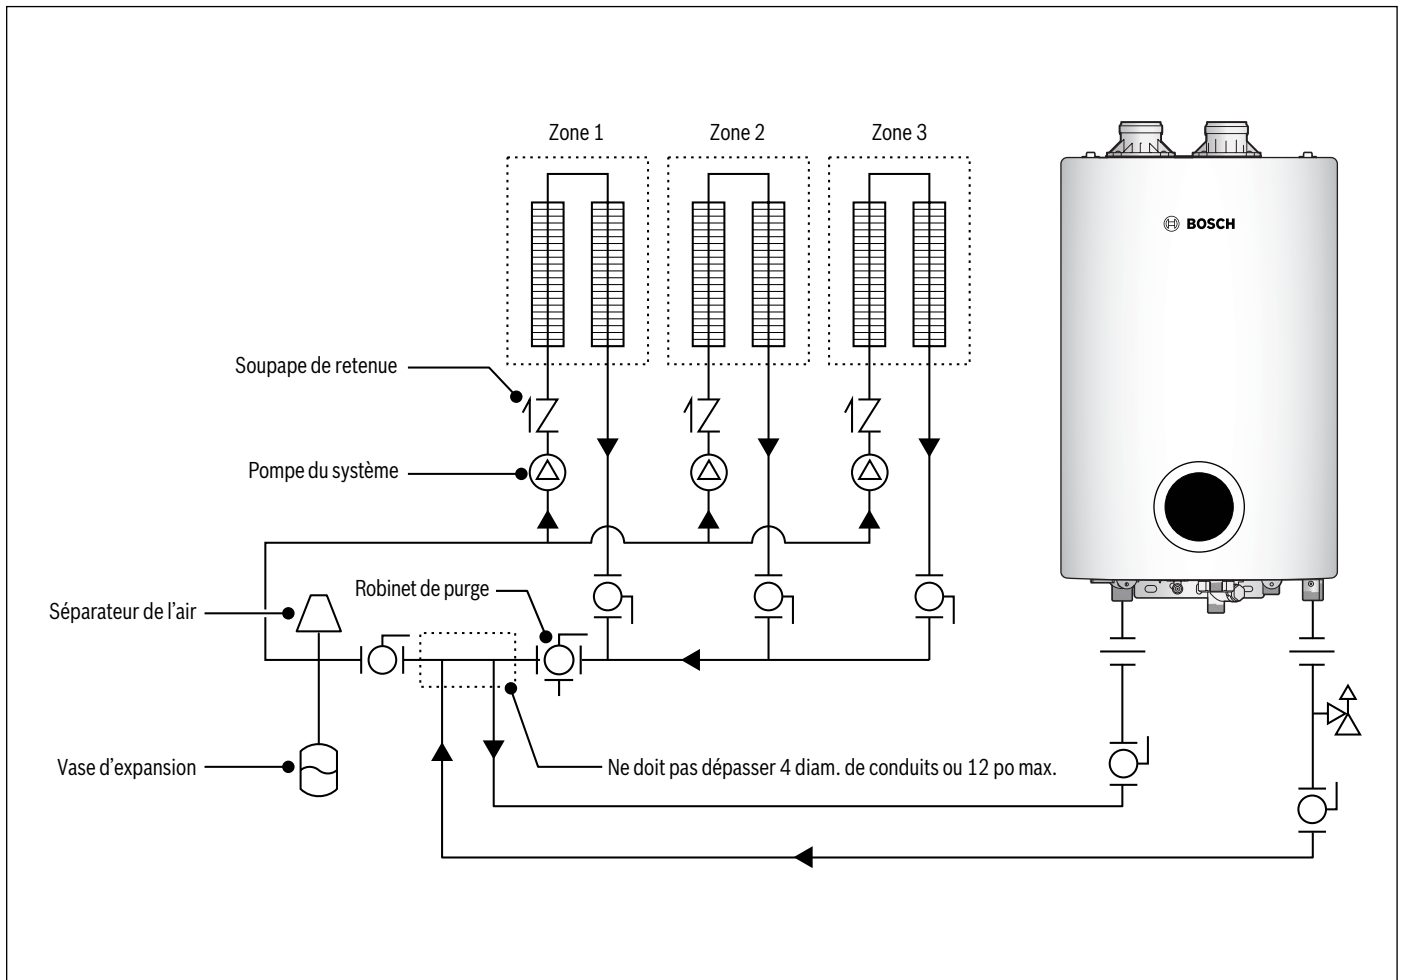 Zone 1
Zone 2
Zone 3
BOSCH
Soupape de retenue
Pompe du système
Robinet de purge
Séparateur de l'air
Vase d'expansion
Ne doit pas dépasser 4 diam. de conduits ou 12 po max.